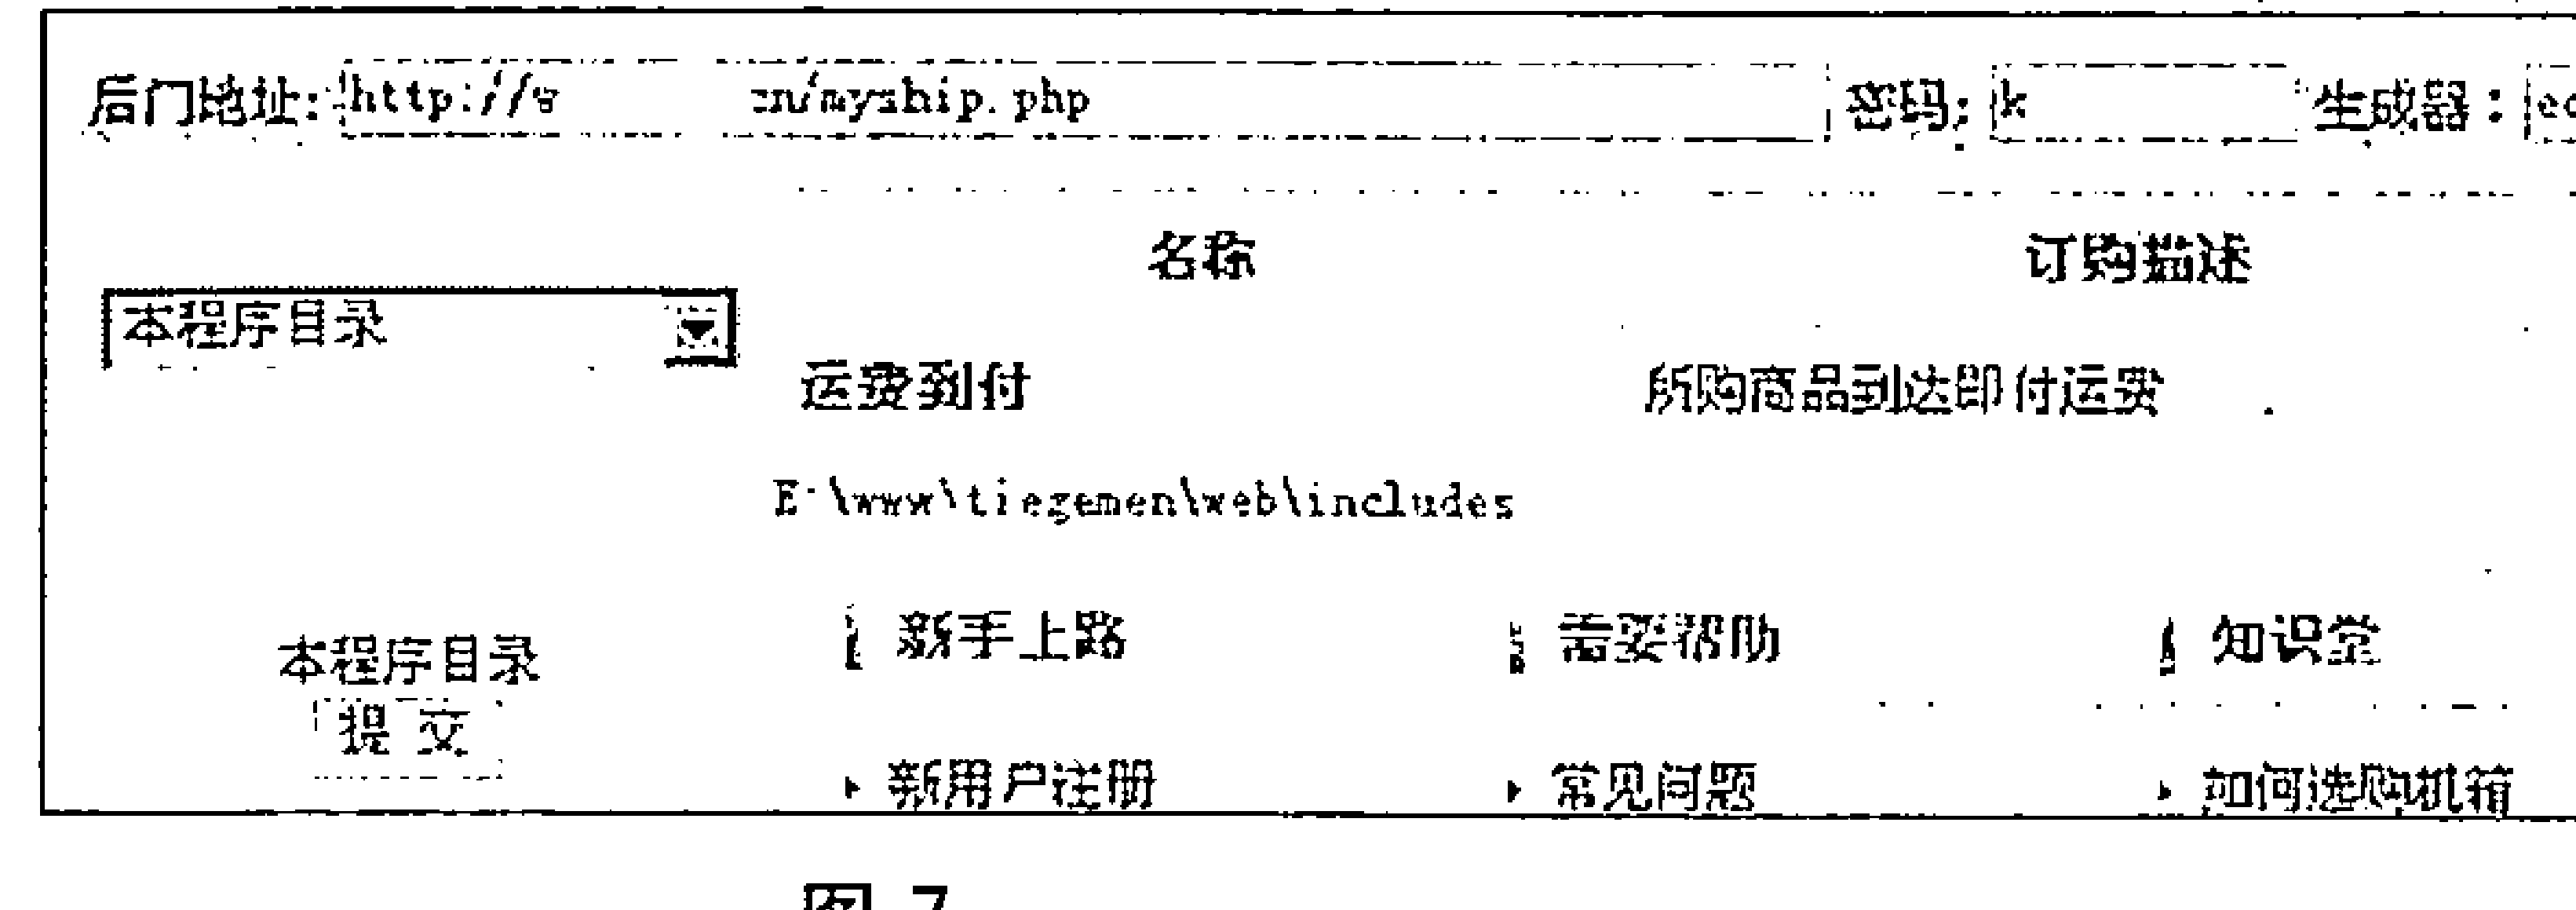 后门地址: http://s cn/myship.php 密码: k 生成器: ec
名称 订购描述
本程序目录
运费到付 所购商品到达即付运费
E:\www\tiegemen\web\includes
新手上路 需要帮助 知识堂
本程序目录
提 交
新用户注册 常见问题 如何选购机箱
图 7